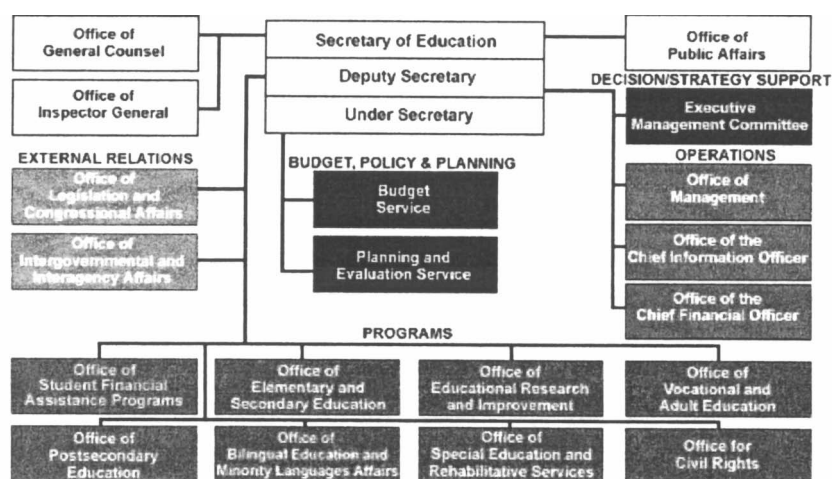 Office of
General Counsel
Secretary of Education
Office of
Public Affairs
Deputy Secretary
DECISION/STRATEGY SUPPORT
Office of
Inspector General
Under Secretary
Executive
Management Committee
EXTERNAL RELATIONS
BUDGET, POLICY & PLANNING
OPERATIONS
Office of
Legislation and
Congressional Affairs
Budget
Service
Office of
Management
Office of
Intergovernmental and
Interagency Affairs
Planning and
Evaluation Service
Office of the
Chief Information Officer
Office of the
Chief Financial Officer
PROGRAMS
Office of
Student Financial
Assistance Programs
Office of
Elementary and
Secondary Education
Office of
Educational Research
and Improvement
Office of
Vocational and
Adult Education
Office of
Postsecondary
Education
Office of
Bilingual Education and
Minority Languages Affairs
Office of
Special Education and
Rehabilitative Services
Office for
Civil Rights